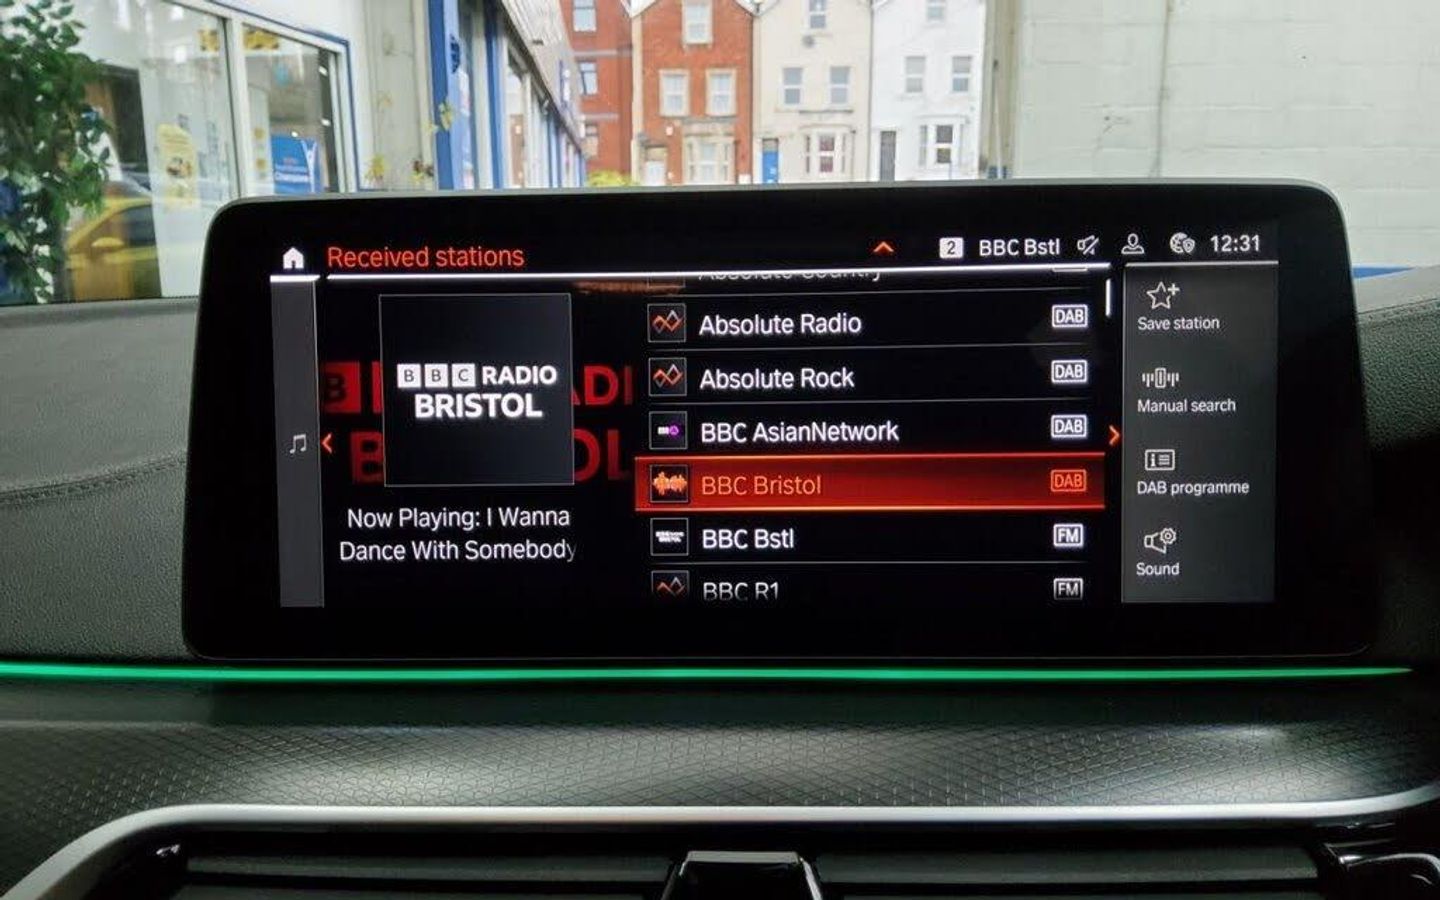 Received stations
2 BBC Bstl 12:31
Absolute Country
Absolute Radio DAB
Absolute Rock DAB
BBC AsianNetwork DAB
BBC Bristol DAB
BBC Bstl FM
BBC R1 FM
BBC RADIO
BRISTOL
Now Playing: I Wanna
Dance With Somebody
Save station
Manual search
DAB programme
Sound